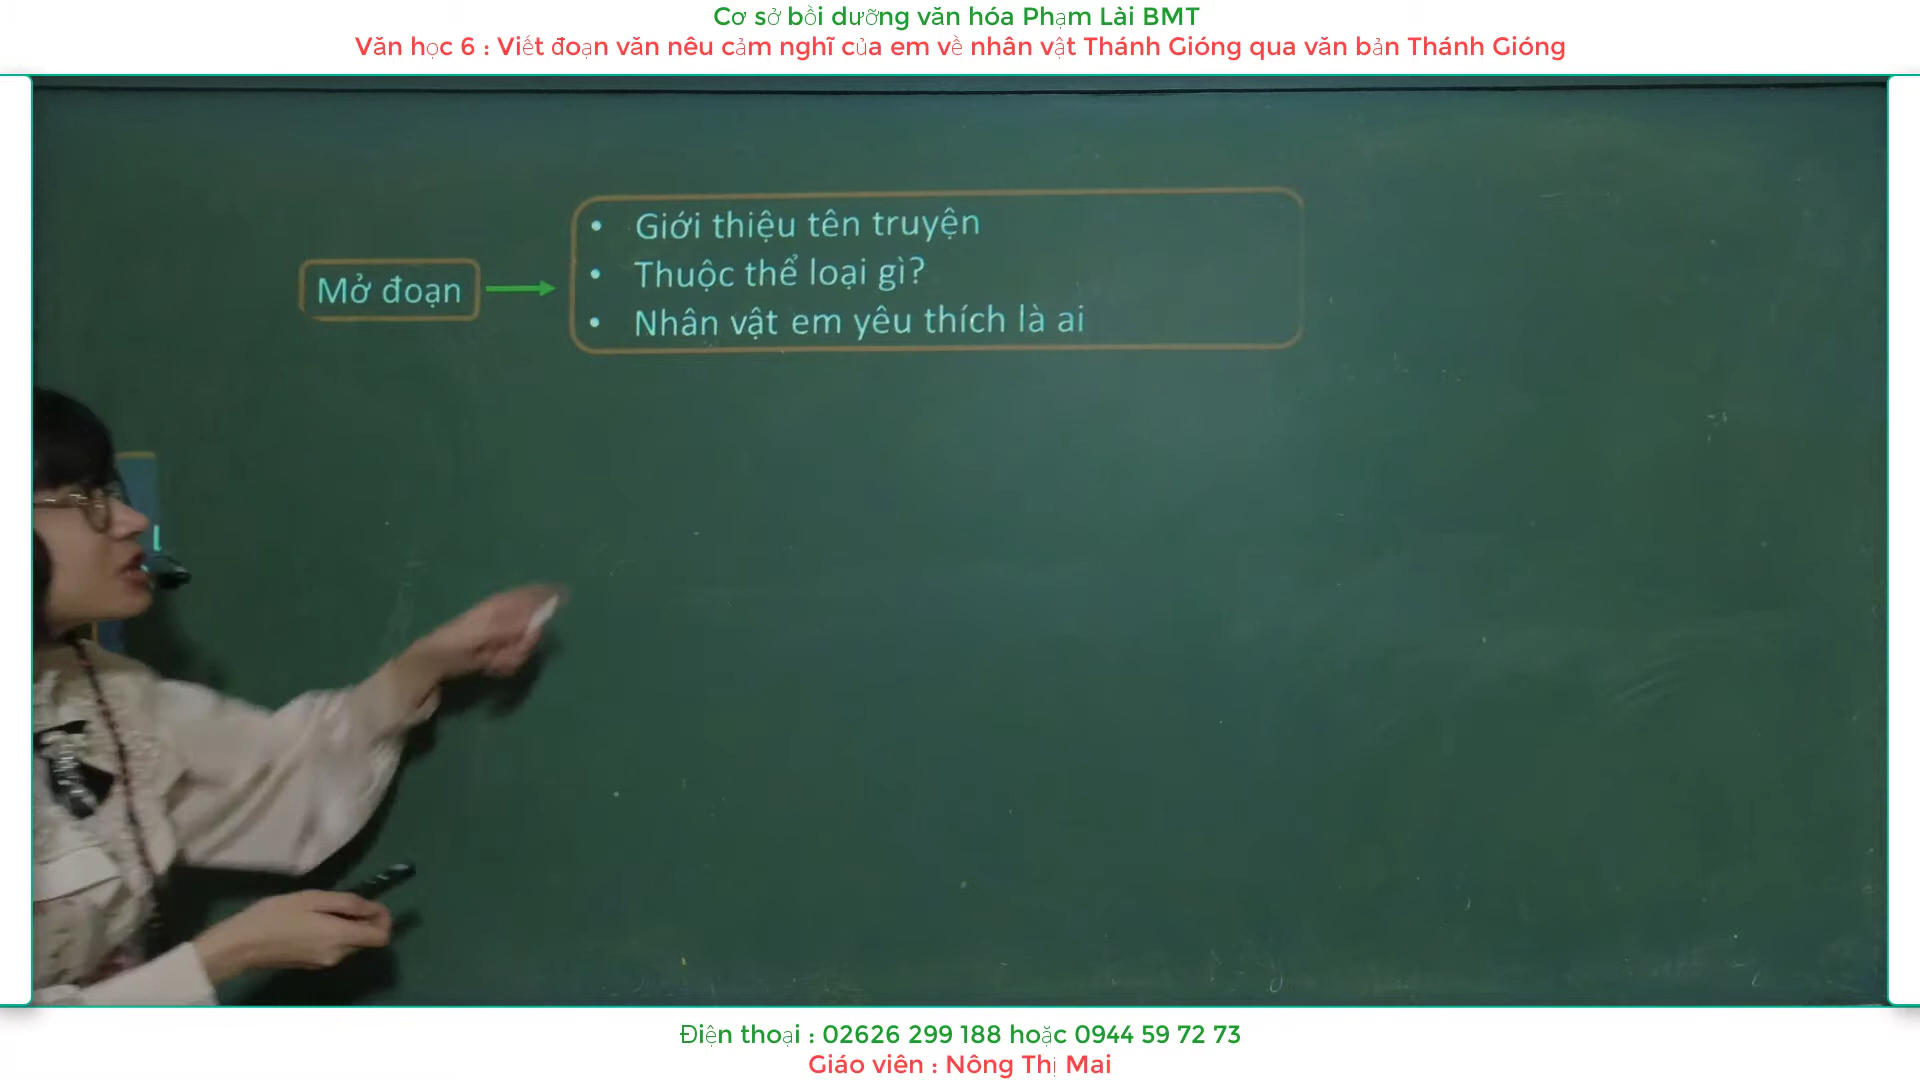 Cơ sở bồi dưỡng văn hóa Phạm Lài BMT
Văn học 6 : Viết đoạn văn nêu cảm nghĩ của em về nhân vật Thánh Gióng qua văn bản Thánh Gióng
• Giới thiệu tên truyện
Mở đoạn
• Thuộc thể loại gì?
• Nhân vật em yêu thích là ai
Điện thoại : 02626 299 188 hoặc 0944 59 72 73
Giáo viên : Nông Thị Mai